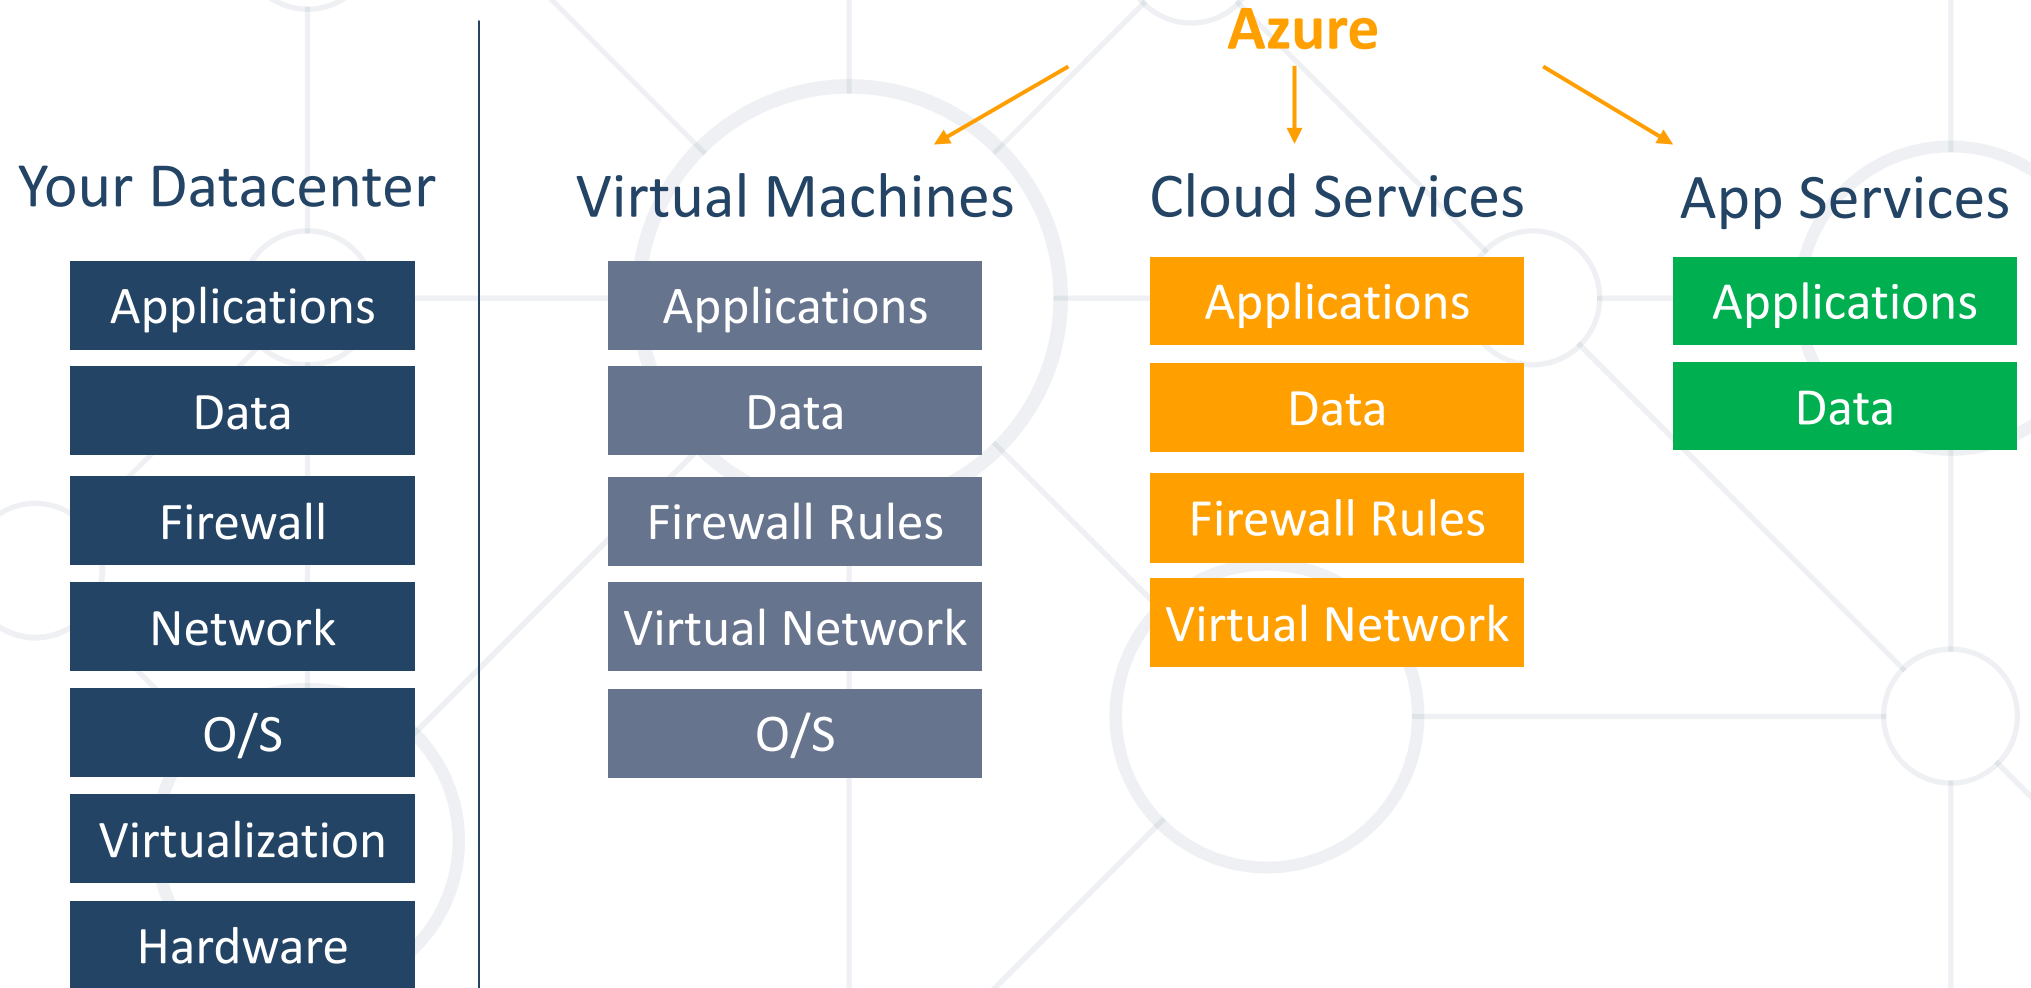 Azure
Your Datacenter
Applications
Data
Firewall
Network
O/S
Virtualization
Hardware
Virtual Machines
Applications
Data
Firewall Rules
Virtual Network
O/S
Cloud Services
Applications
Data
Firewall Rules
Virtual Network
App Services
Applications
Data